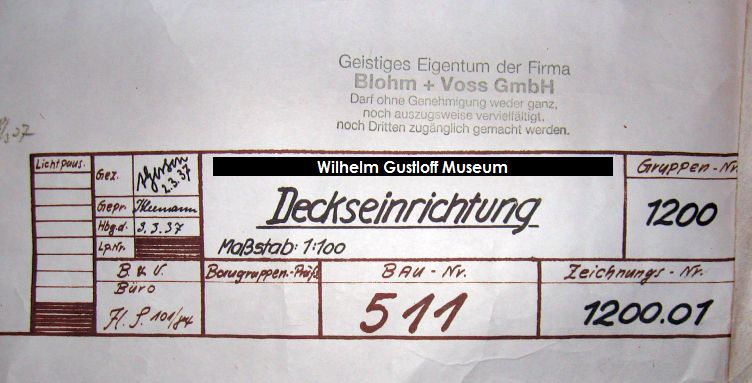 Geistiges Eigentum der Firma
Blohm + Voss GmbH
Darf ohne Genehmigung weder ganz,
noch auszugsweise vervielfältigt,
noch Dritten zugänglich gemacht werden.
Lichtpaus.
Gez.
2.3.37
Gepr.
Hbg.d. 3.3.37
Lp.Nr.
Wilhelm Gustloff Museum
Deckseinrichtung
Maßstab: 1:100
Gruppen-Nr.
1200
B & V.
Büro
Baugruppen-Präfix
BAU-Nr.
511
Zeichnungs-Nr.
1200.01